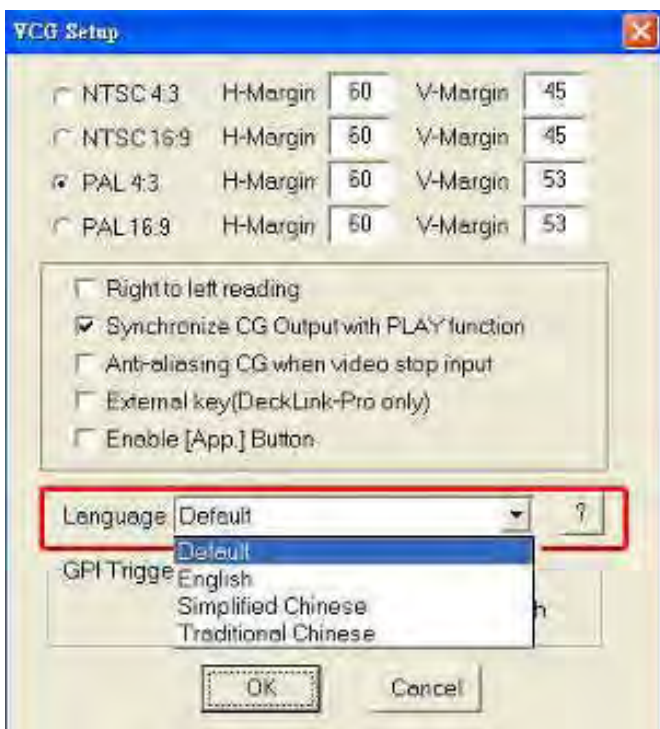 VCG Setup
NTSC 4:3 H-Margin 60 V-Margin 45
NTSC 16:9 H-Margin 60 V-Margin 45
PAL 4:3 H-Margin 60 V-Margin 53
PAL 16:9 H-Margin 60 V-Margin 53
Right to left reading
Synchronize CG Output with PLAY function
Anti-aliasing CG when video stop input
External key(DeckLink-Pro only)
Enable [App.] Button
Language Default ?
Default
GPI Trigge
English
Simplified Chinese
h
Traditional Chinese
OK Cancel